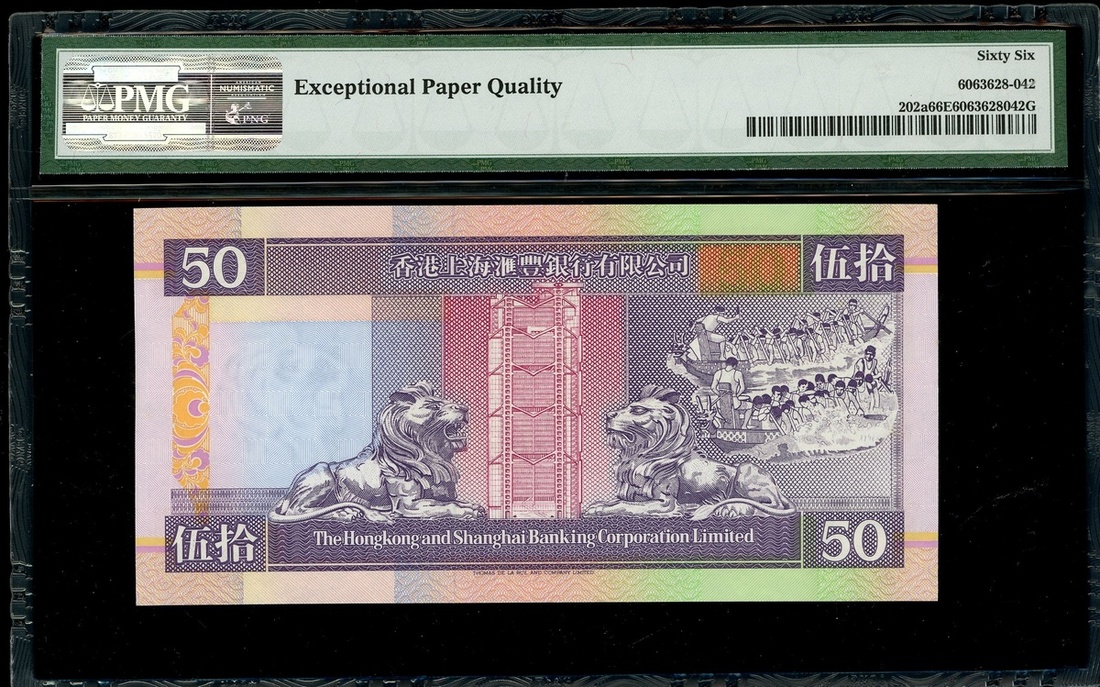 PMG
PAPER MONEY GUARANTY
NUMISMATIC
PNG
Exceptional Paper Quality
Sixty Six
6063628-042
202a66E6063628042G
50
香港上海滙豐銀行有限公司
伍拾
伍拾
The Hongkong and Shanghai Banking Corporation Limited
50
THOMAS DE LA RUE AND COMPANY LIMITED